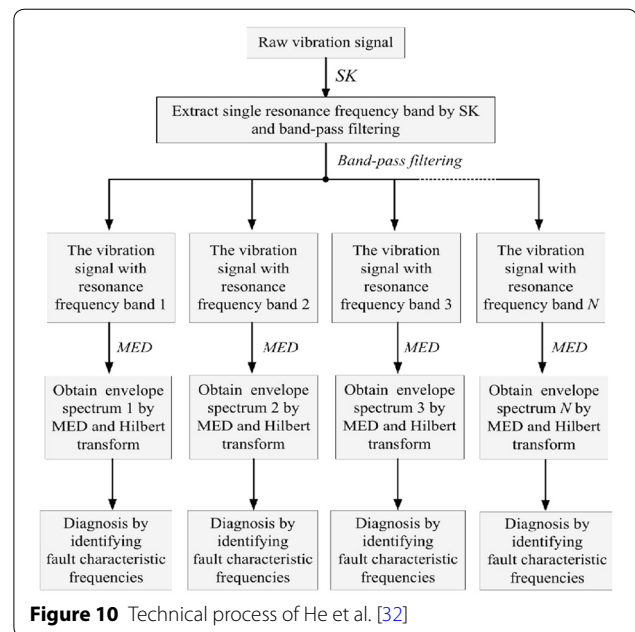 Raw vibration signal
SK
Extract single resonance frequency band by SK
and band-pass filtering
Band-pass filtering
The vibration
signal with
resonance
frequency band 1
The vibration
signal with
resonance
frequency band 2
The vibration
signal with
resonance
frequency band 3
The vibration
signal with
resonance
frequency band N
MED
MED
MED
MED
Obtain envelope
spectrum 1 by
MED and Hilbert
transform
Obtain envelope
spectrum 2 by
MED and Hilbert
transform
Obtain envelope
spectrum 3 by
MED and Hilbert
transform
Obtain envelope
spectrum N by
MED and Hilbert
transform
Diagnosis by
identifying
fault characteristic
frequencies
Diagnosis by
identifying
fault characteristic
frequencies
Diagnosis by
identifying
fault characteristic
frequencies
Diagnosis by
identifying
fault characteristic
frequencies
Figure 10 Technical process of He et al. [32]